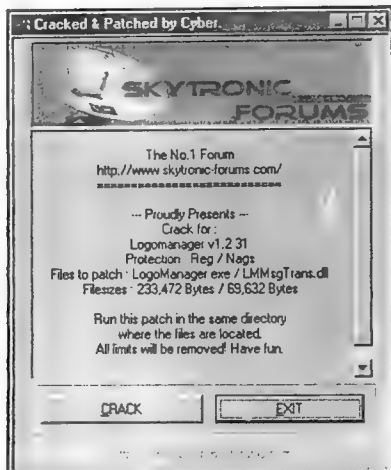 Cracked & Patched by Cyber.
SKYTRONIC
FORUMS
The No.1 Forum
http://www skytronic-forums com/
--- Proudly Presents ---
Crack for :
Logomanager v1.2 31
Protection Reg / Nags
Files to patch : LogoManager exe / LMMsgTrans.dll
Filesizes : 233,472 Bytes / 69,632 Bytes
Run this patch in the same directory
where the files are located.
All limits will be removed! Have fun.
CRACK
EXIT